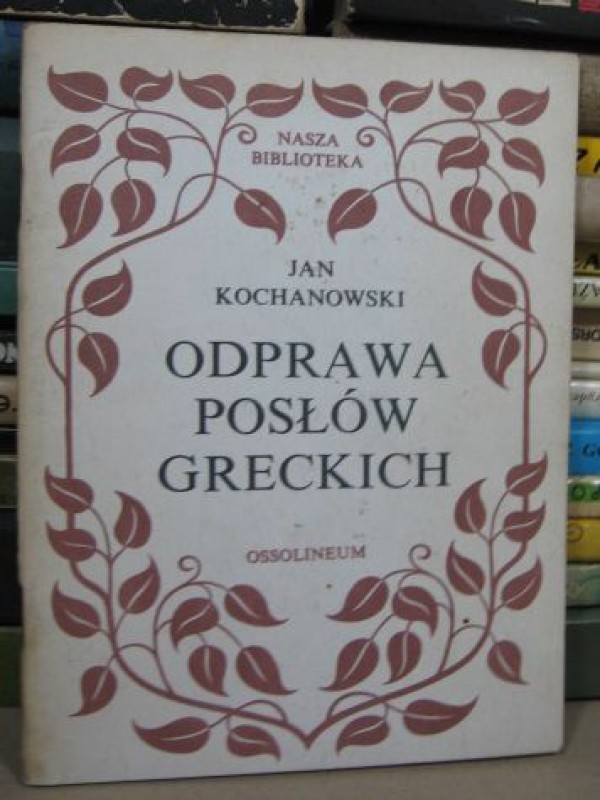 NASZA
BIBLIOTEKA
JAN
KOCHANOWSKI
ODPRAWA
POSŁÓW
GRECKICH
OSSOLINEUM